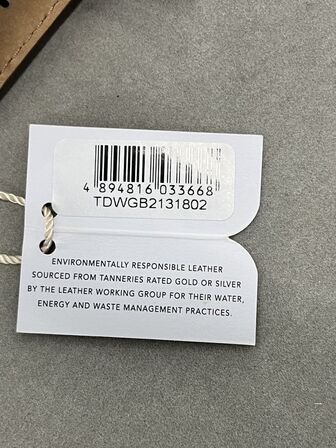 4 894816 033668
TDWGB2131802
ENVIRONMENTALLY RESPONSIBLE LEATHER
SOURCED FROM TANNERIES RATED GOLD OR SILVER
BY THE LEATHER WORKING GROUP FOR THEIR WATER,
ENERGY AND WASTE MANAGEMENT PRACTICES.